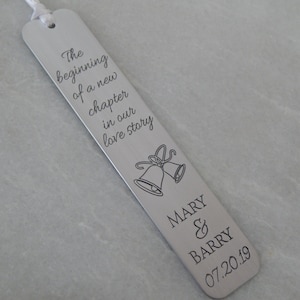 The
beginning
of a new
chapter
in our
love story
MARY
&
BARRY
07.20.19